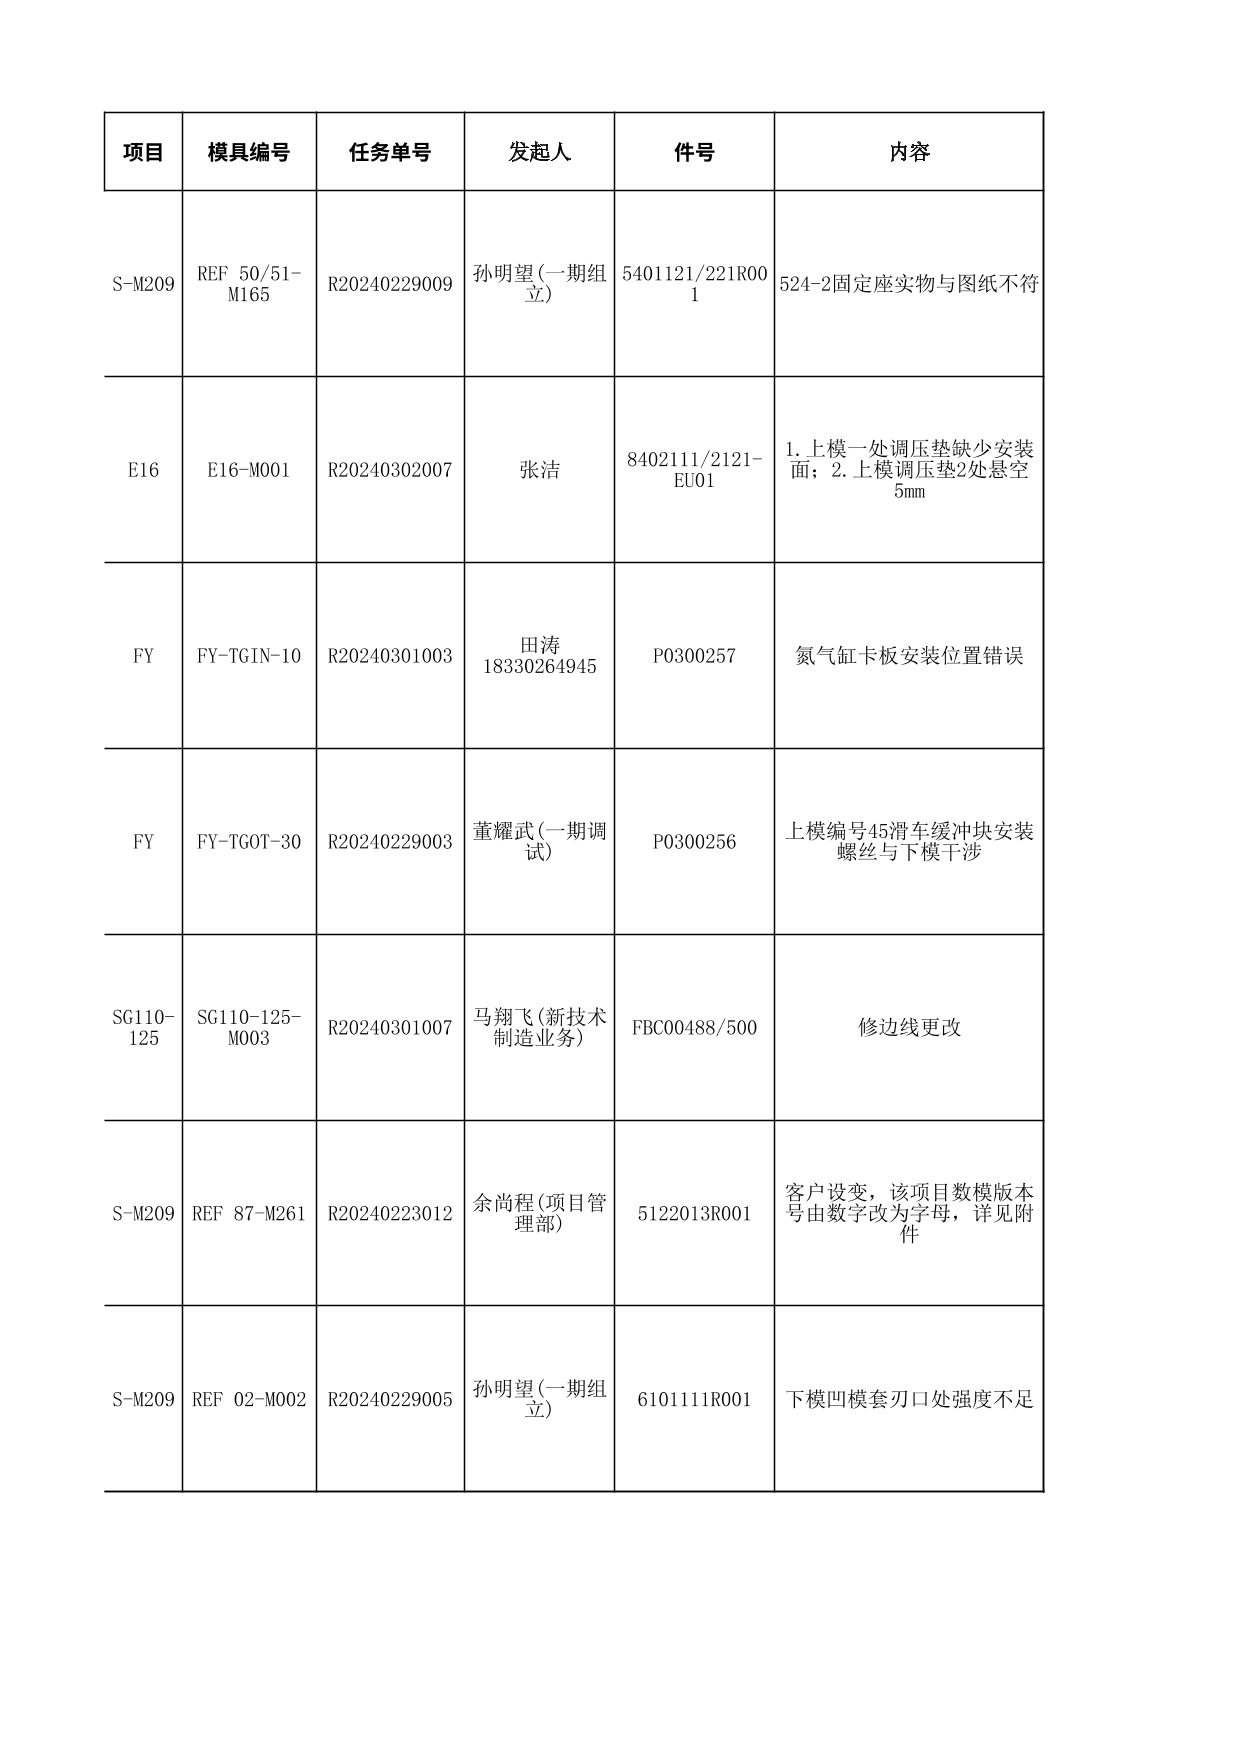 项目 模具编号 任务单号 发起人 件号 内容
S-M209
REF 50/51-
M165
R20240229009
孙明望(一期组
立)
5401121/221R00
1
524-2固定座实物与图纸不符
E16
E16-M001
R20240302007
张洁
8402111/2121-
EU01
1.上模一处调压垫缺少安装
面；2.上模调压垫2处悬空
5mm
FY
FY-TGIN-10
R20240301003
田涛
18330264945
P0300257
氮气缸卡板安装位置错误
FY
FY-TGOT-30
R20240229003
董耀武(一期调
试)
P0300256
上模编号45滑车缓冲块安装
螺丝与下模干涉
SG110-
125
SG110-125-
M003
R20240301007
马翔飞(新技术
制造业务)
FBC00488/500
修边线更改
S-M209
REF 87-M261
R20240223012
余尚程(项目管
理部)
5122013R001
客户设变，该项目数模版本
号由数字改为字母，详见附
件
S-M209
REF 02-M002
R20240229005
孙明望(一期组
立)
6101111R001
下模凹模套刃口处强度不足